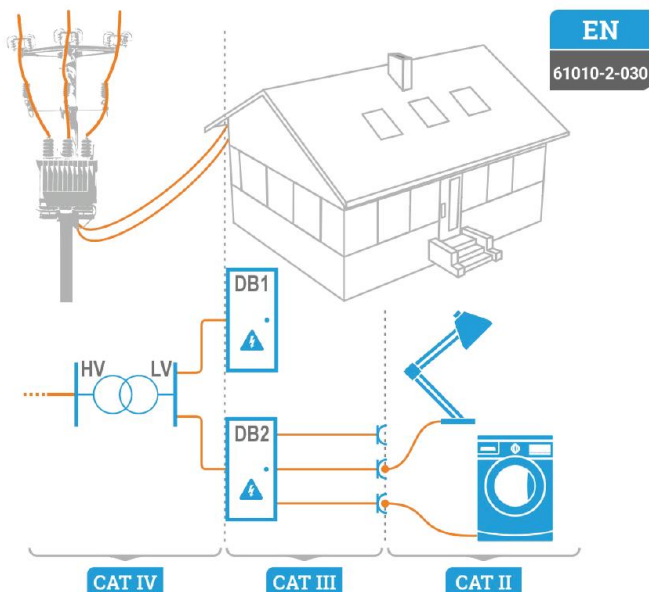 EN
61010-2-030
DB1
HV
LV
DB2
CAT IV
CAT III
CAT II